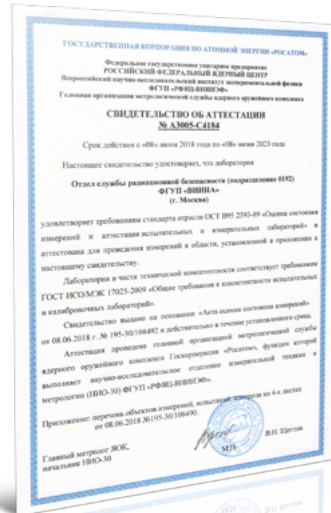 ГОСУДАРСТВЕННАЯ КОРПОРАЦИЯ ПО АТОМНОЙ ЭНЕРГИИ «РОСАТОМ»
Федеральное государственное унитарное предприятие
РОССИЙСКИЙ ФЕДЕРАЛЬНЫЙ ЯДЕРНЫЙ ЦЕНТР
Всероссийский научно-исследовательский институт экспериментальной физики
ФГУП «РФЯЦ-ВНИИЭФ»
Головная организация метрологической службы ядерного оружейного комплекса
СВИДЕТЕЛЬСТВО ОБ АТТЕСТАЦИИ
№ А3005-С4184
Срок действия с «08» июня 2018 года по «08» июня 2023 года
Настоящее свидетельство удостоверяет, что лаборатория
Отдел службы радиационной безопасности (подразделение 0192)
ФГУП «ВНИИА»
(г. Москва)
удовлетворяет требованиям стандарта отрасли ОСТ В95 2593-89 «Оценка состояния
измерений и аттестация испытательных и измерительных лабораторий» и
аттестована для проведения измерений в области, установленной в приложении к
настоящему свидетельству.
Лаборатория в части технической компетентности соответствует требованиям
ГОСТ ИСО/МЭК 17025-2009 «Общие требования к компетентности испытательных
и калибровочных лабораторий».
Свидетельство выдано на основании «Акта оценки состояния измерений»
от 08.06.2018 г. № 195-30/108492 и действительно в течение установленного срока.
Аттестация проведена головной организацией метрологической службы
ядерного оружейного комплекса Госкорпорации «Росатом», функции которой
выполняет научно-исследовательское отделение измерительной техники и
метрологии (НИО-30) ФГУП «РФЯЦ-ВНИИЭФ».
Приложение: перечень объектов измерений, испытаний, контроля на 4-х листах
от 08.06.2018 №195-30/108490.
Главный метролог ЯОК,
начальник НИО-30
М.П.
В.Н. Щеглов